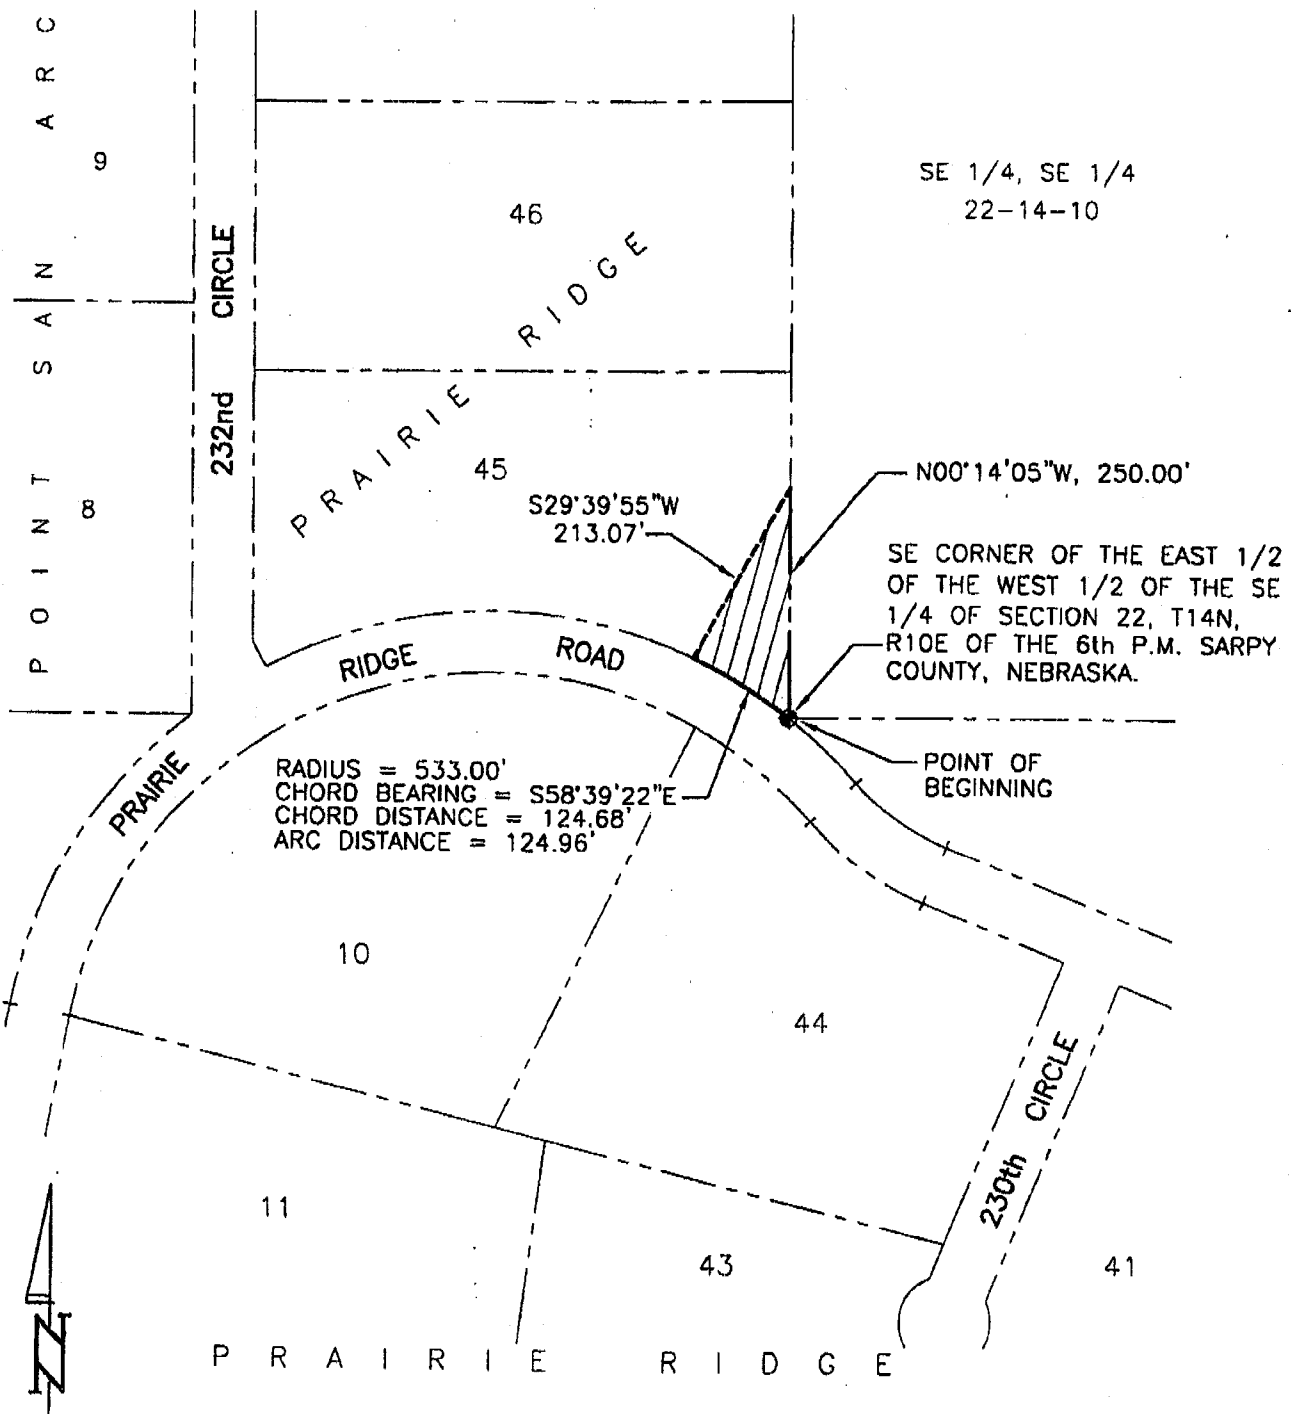 POINT SAN ARC
9
232nd CIRCLE
46
SE 1/4, SE 1/4
22-14-10
PRAIRIE RIDGE
8
45
S29°39'55"W
213.07'
N00°14'05"W, 250.00'
SE CORNER OF THE EAST 1/2
OF THE WEST 1/2 OF THE SE
1/4 OF SECTION 22, T14N,
R10E OF THE 6th P.M. SARPY
COUNTY, NEBRASKA.
PRAIRIE RIDGE ROAD
POINT OF
BEGINNING
RADIUS = 533.00'
CHORD BEARING = S58°39'22"E
CHORD DISTANCE = 124.68'
ARC DISTANCE = 124.96'
10
44
230th CIRCLE
11
43
41
N
PRAIRIE RIDGE